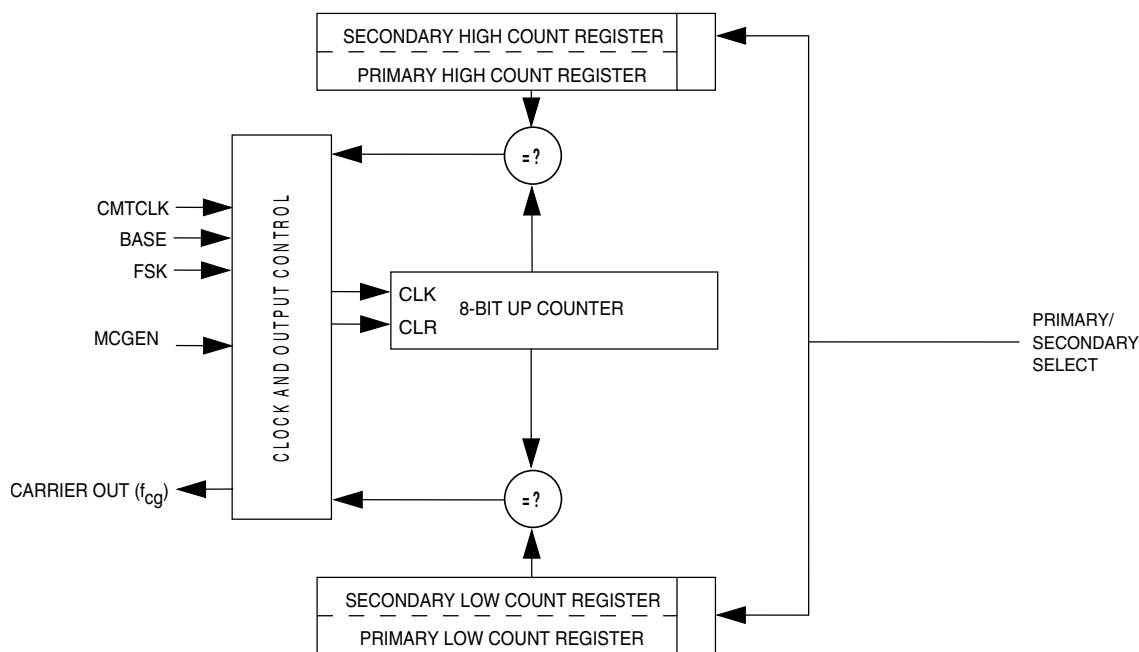 SECONDARY HIGH COUNT REGISTER
PRIMARY HIGH COUNT REGISTER
=?
CMTCLK
BASE
FSK
MCGEN
CLOCK AND OUTPUT CONTROL
CLK
CLR
8-BIT UP COUNTER
PRIMARY/
SECONDARY
SELECT
CARRIER OUT (fcg)
=?
SECONDARY LOW COUNT REGISTER
PRIMARY LOW COUNT REGISTER